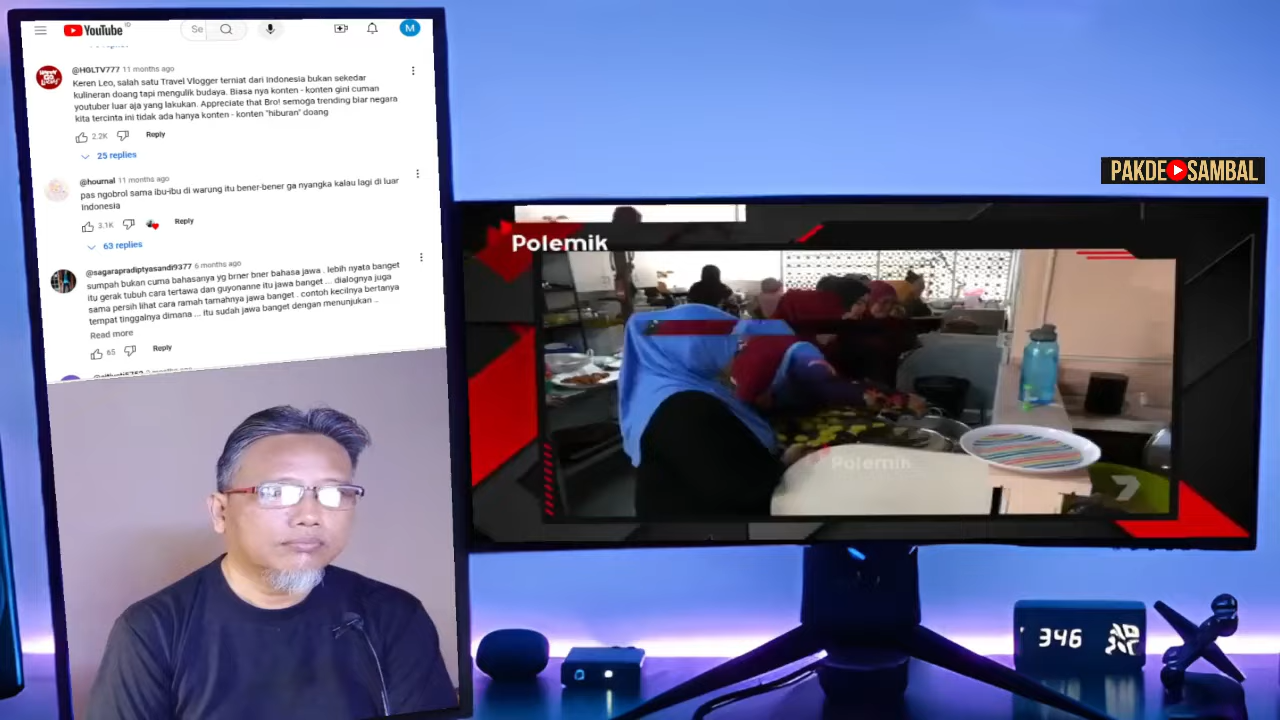 YouTube
ID
Se
M
@HGLTV777 11 months ago
Keren Leo, salah satu Travel Vlogger terniat dari Indonesia bukan sekedar
kulineran doang tapi mengulik budaya. Biasa nya konten - konten gini cuman
youtuber luar aja yang lakukan. Appreciate that Bro! semoga trending biar negara
kita tercinta ini tidak ada hanya konten - konten "hiburan" doang
2.2K Reply
25 replies
@hournal 11 months ago
pas ngobrol sama ibu-ibu di warung itu bener-bener ga nyangka kalau lagi di luar
Indonesia
3.1K Reply
63 replies
@sagarapradiptyasandi9377 6 months ago
sumpah bukan cuma bahasanya yg brner bner bahasa jawa . lebih nyata banget
itu gerak tubuh cara tertawa dan guyonanne itu jawa banget ... dialognya juga
sama persih lihat cara ramah tamahnya jawa banget . contoh kecilnya bertanya
tempat tinggalnya dimana ... itu sudah jawa banget dengan menunjukan ..
Read more
65 Reply
PAKDE SAMBAL
Polemik
Polemik
7
346